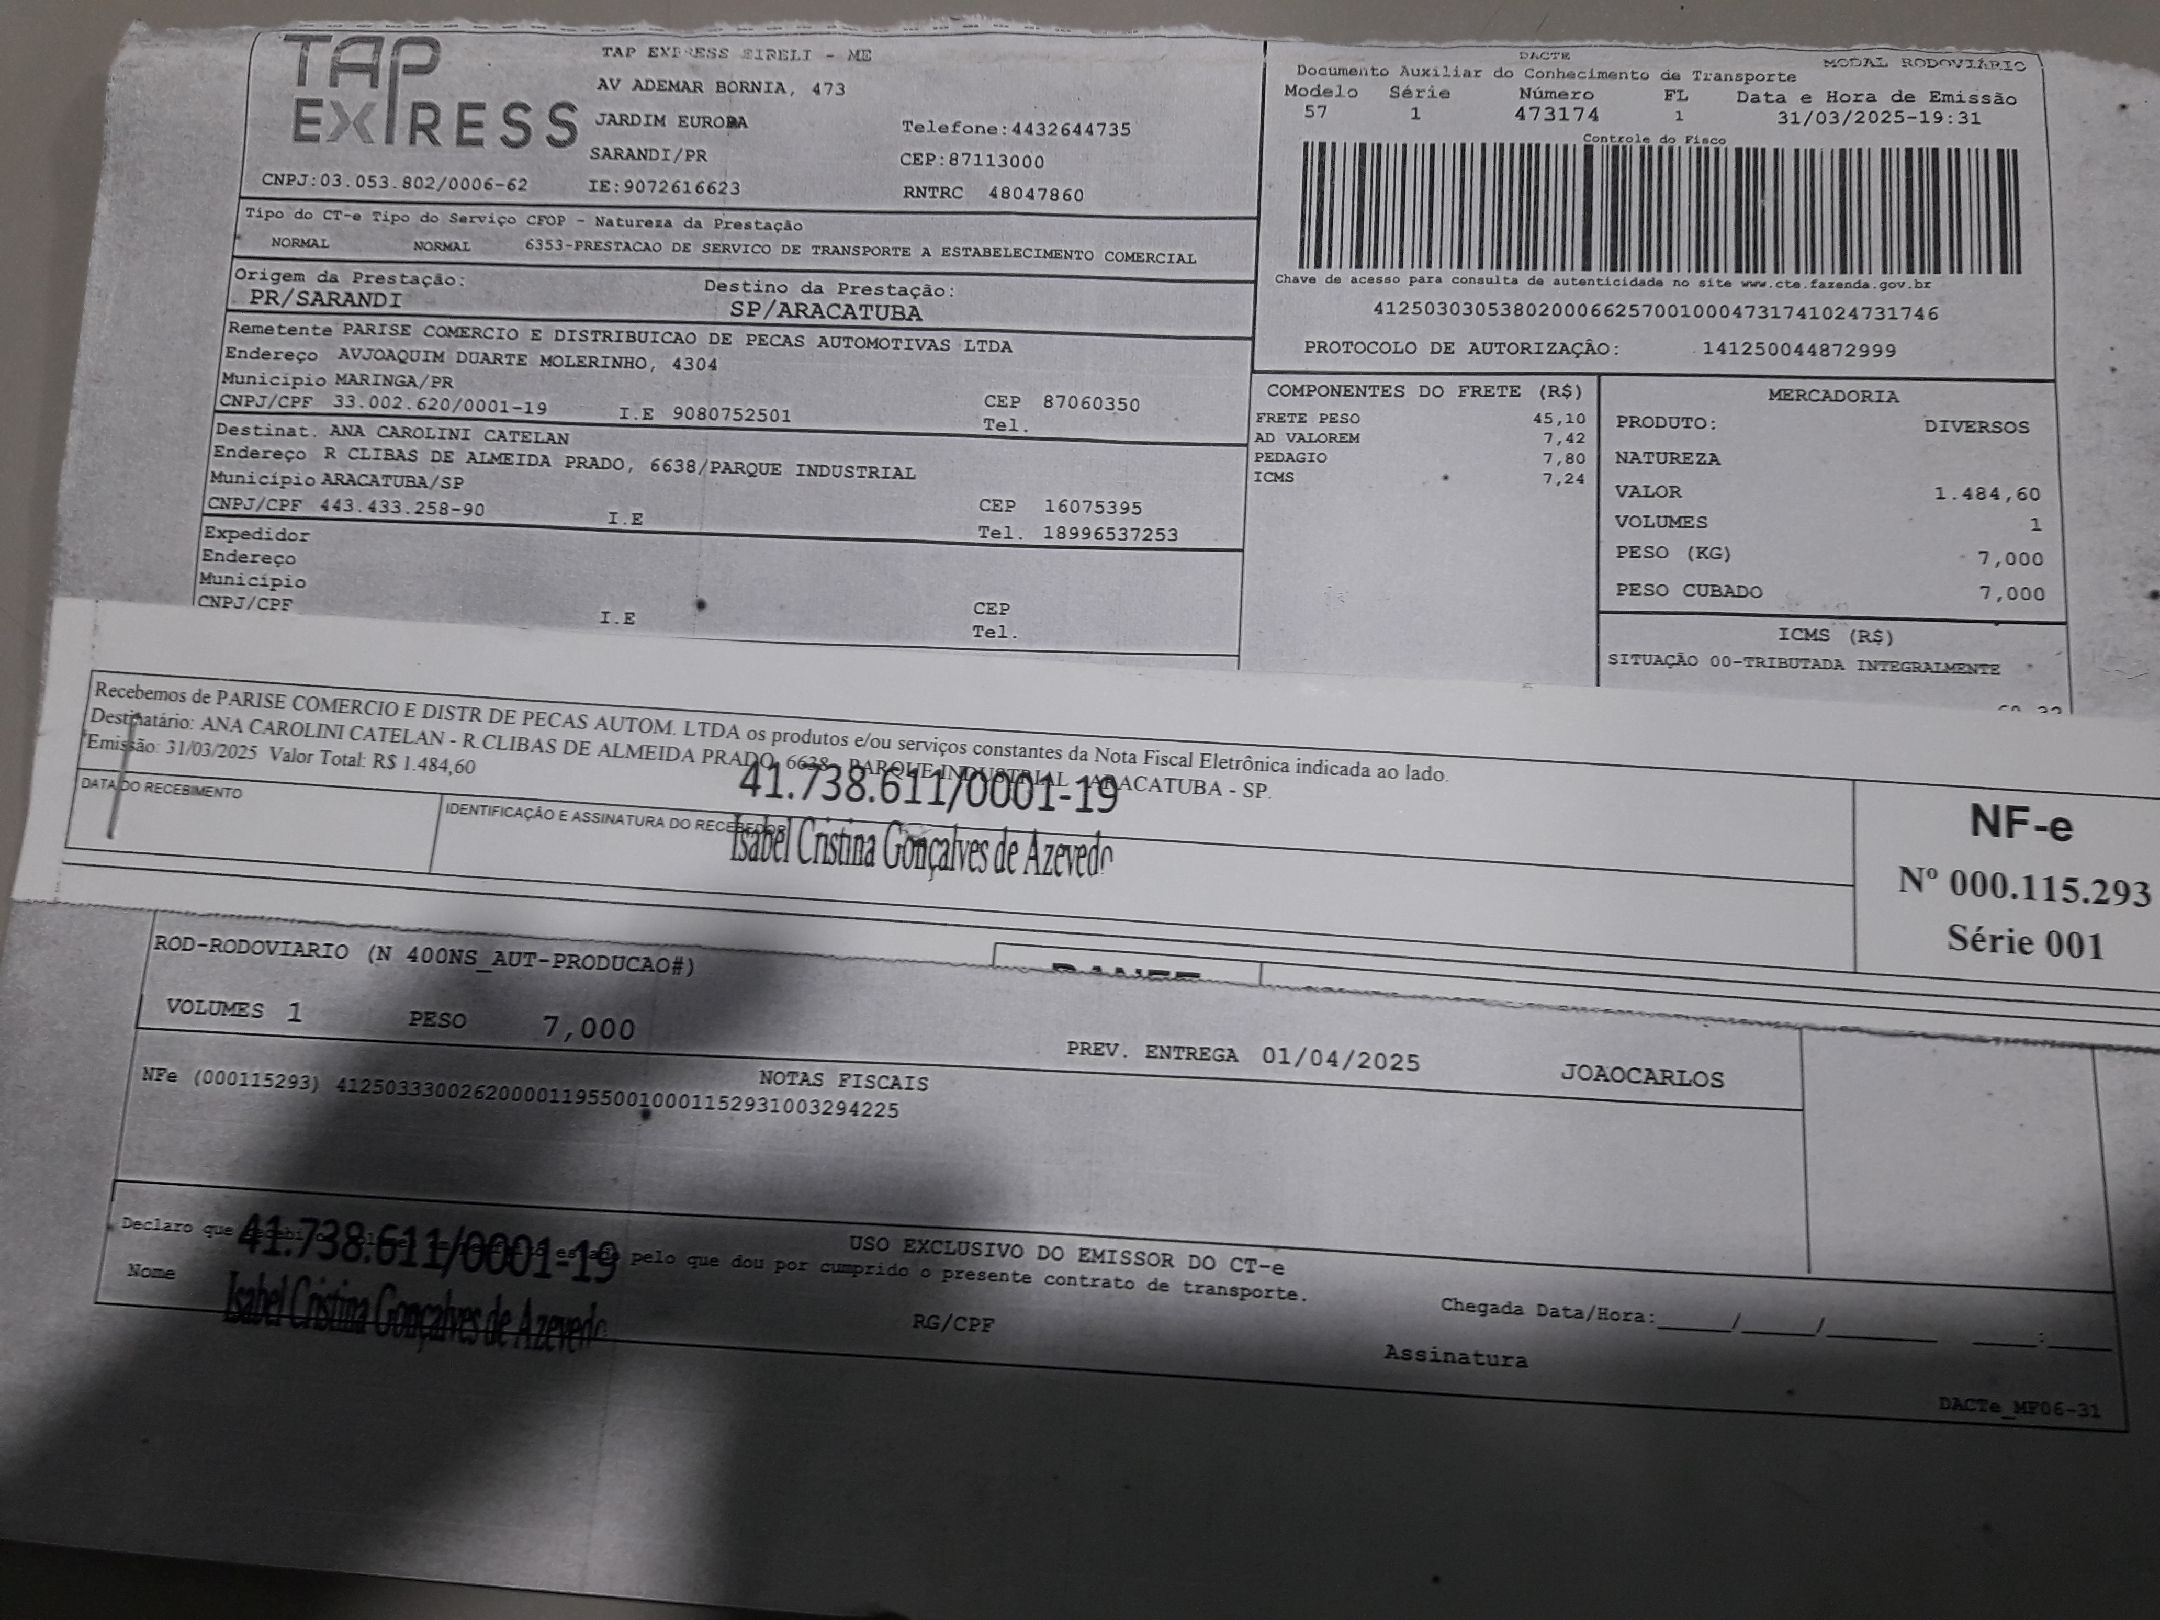 TAP EXPRESS
TAP EXPRESS EIRELI - ME
AV ADEMAR BORNIA, 473
JARDIM EUROPA
Telefone:4432644735
SARANDI/PR
CEP:87113000
CNPJ:03.053.802/0006-62
IE:9072616623
RNTRC 48047860
Tipo do CT-e Tipo do Serviço CFOP - Natureza da Prestação
NORMAL NORMAL 6353-PRESTACAO DE SERVICO DE TRANSPORTE A ESTABELECIMENTO COMERCIAL
Origem da Prestação: Destino da Prestação:
PR/SARANDI SP/ARACATUBA
Remetente PARISE COMERCIO E DISTRIBUICAO DE PECAS AUTOMOTIVAS LTDA
Endereço AVJOAQUIM DUARTE MOLERINHO, 4304
Município MARINGA/PR CEP 87060350
CNPJ/CPF 33.002.620/0001-19 I.E 9080752501 Tel.
Destinat. ANA CAROLINI CATELAN
Endereço R CLIBAS DE ALMEIDA PRADO, 6638/PARQUE INDUSTRIAL
Município ARACATUBA/SP CEP 16075395
CNPJ/CPF 443.433.258-90 I.E Tel. 18996537253
Expedidor
Endereço
Município CEP
CNPJ/CPF I.E Tel.
DACTE MODAL RODOVIÁRIO
Documento Auxiliar do Conhecimento de Transporte
Modelo Série Número FL Data e Hora de Emissão
57 1 473174 1 31/03/2025-19:31
Controle do Fisco
Chave de acesso para consulta de autenticidade no site www.cte.fazenda.gov.br
41250303053802000662570010004731741024731746
PROTOCOLO DE AUTORIZAÇÃO: 141250044872999
COMPONENTES DO FRETE (R$)
FRETE PESO 45,10
AD VALOREM 7,42
PEDAGIO 7,80
ICMS 7,24
MERCADORIA
PRODUTO: DIVERSOS
NATUREZA
VALOR 1.484,60
VOLUMES 1
PESO (KG) 7,000
PESO CUBADO 7,000
ICMS (R$)
SITUAÇÃO 00-TRIBUTADA INTEGRALMENTE
Recebemos de PARISE COMERCIO E DISTR DE PECAS AUTOM. LTDA os produtos e/ou serviços constantes da Nota Fiscal Eletrônica indicada ao lado.
Destinatário: ANA CAROLINI CATELAN - R.CLIBAS DE ALMEIDA PRADO, 6638 - PARQUE INDUSTRIAL - ARACATUBA - SP.
Emissão: 31/03/2025 Valor Total: R$ 1.484,60
41.738.611/0001-19
DATA DO RECEBIMENTO
IDENTIFICAÇÃO E ASSINATURA DO RECEBEDOR
Isabel Cristina Gonçalves de Azevedo
NF-e
Nº 000.115.293
Série 001
ROD-RODOVIARIO (N 400NS_AUT-PRODUCAO#)
VOLUMES 1 PESO 7,000 PREV. ENTREGA 01/04/2025 JOAOCARLOS
NOTAS FISCAIS
NFe (000115293) 41250333002620000119550010001152931003294225
USO EXCLUSIVO DO EMISSOR DO CT-e
Declaro que pelo que dou por cumprido o presente contrato de transporte.
41.738.611/0001-19
Nome
Isabel Cristina Gonçalves de Azevedo
RG/CPF
Chegada Data/Hora:_____/_____/_______ ____:____
Assinatura
DACTe_MF06-31